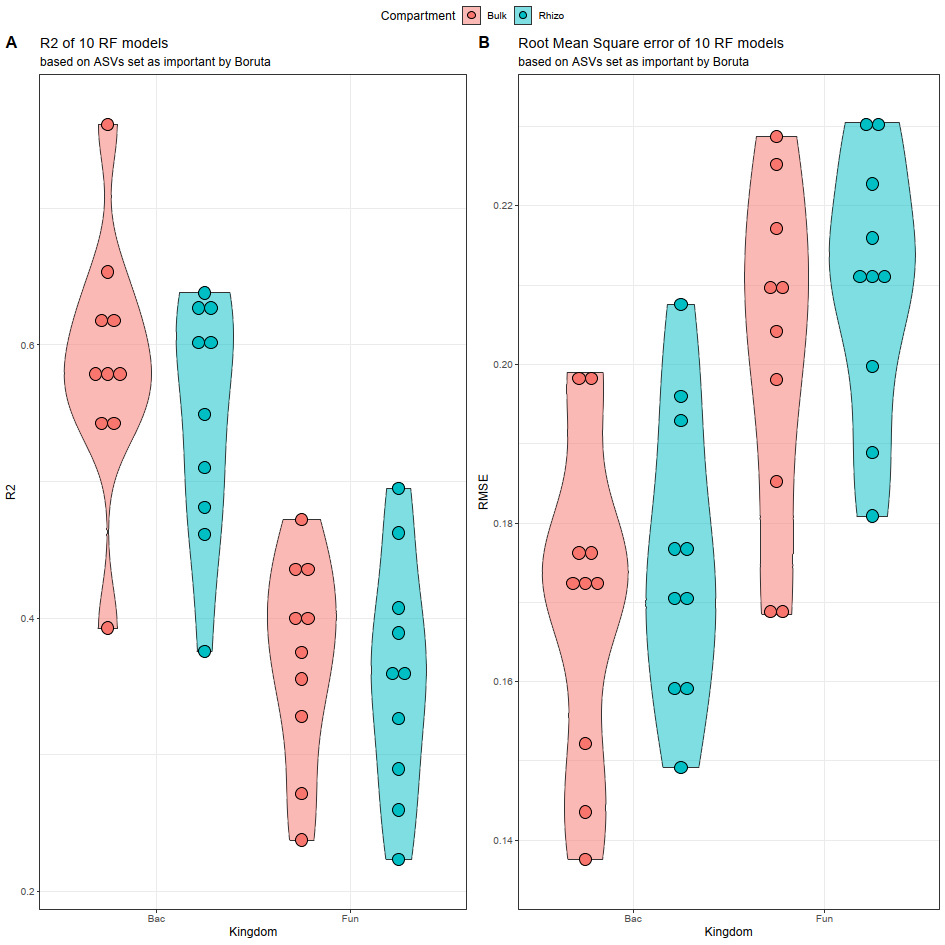 Compartment Bulk Rhizo
A
R2 of 10 RF models
based on ASVs set as important by Boruta
R2
0.6
0.4
0.2
Bac Fun
Kingdom
B
Root Mean Square error of 10 RF models
based on ASVs set as important by Boruta
RMSE
0.22
0.20
0.18
0.16
0.14
Bac Fun
Kingdom